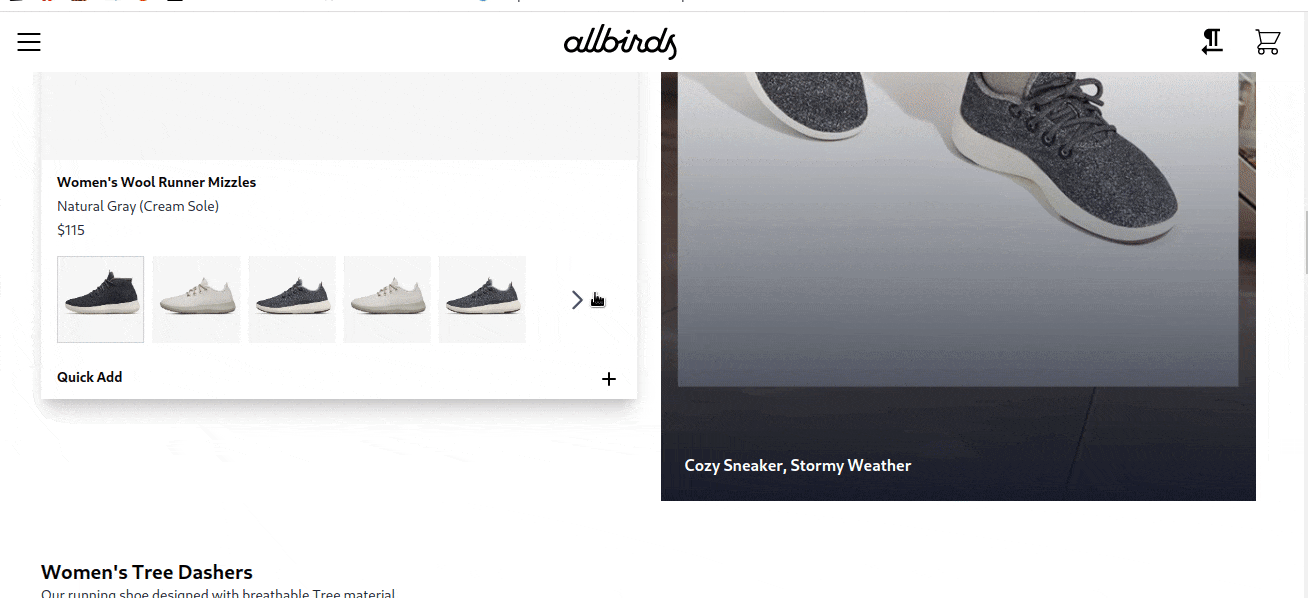 allbirds
Women's Wool Runner Mizzles
Natural Gray (Cream Sole)
$115
Quick Add
Cozy Sneaker, Stormy Weather
Women's Tree Dashers
Our running shoe designed with breathable Tree material